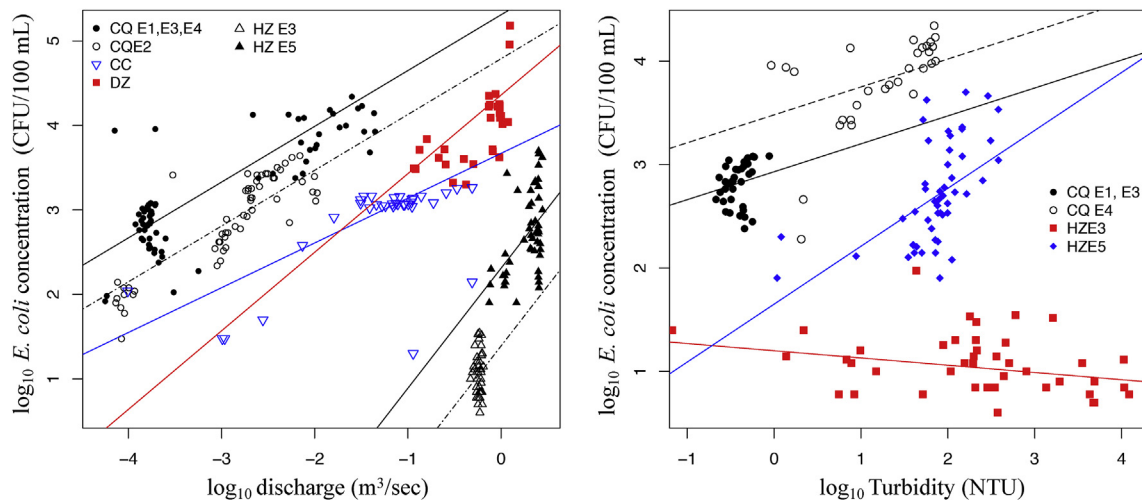 CQ E1,E3,E4
CQE2
CC
DZ
HZ E3
HZ E5
5
4
3
2
1
log10 E. coli concentration (CFU/100 mL)
−4
−3
−2
−1
0
log10 discharge (m3/sec)
4
3
2
1
log10 E. coli concentration (CFU/100 mL)
CQ E1, E3
CQ E4
HZE3
HZE5
−1
0
1
2
3
4
log10 Turbidity (NTU)